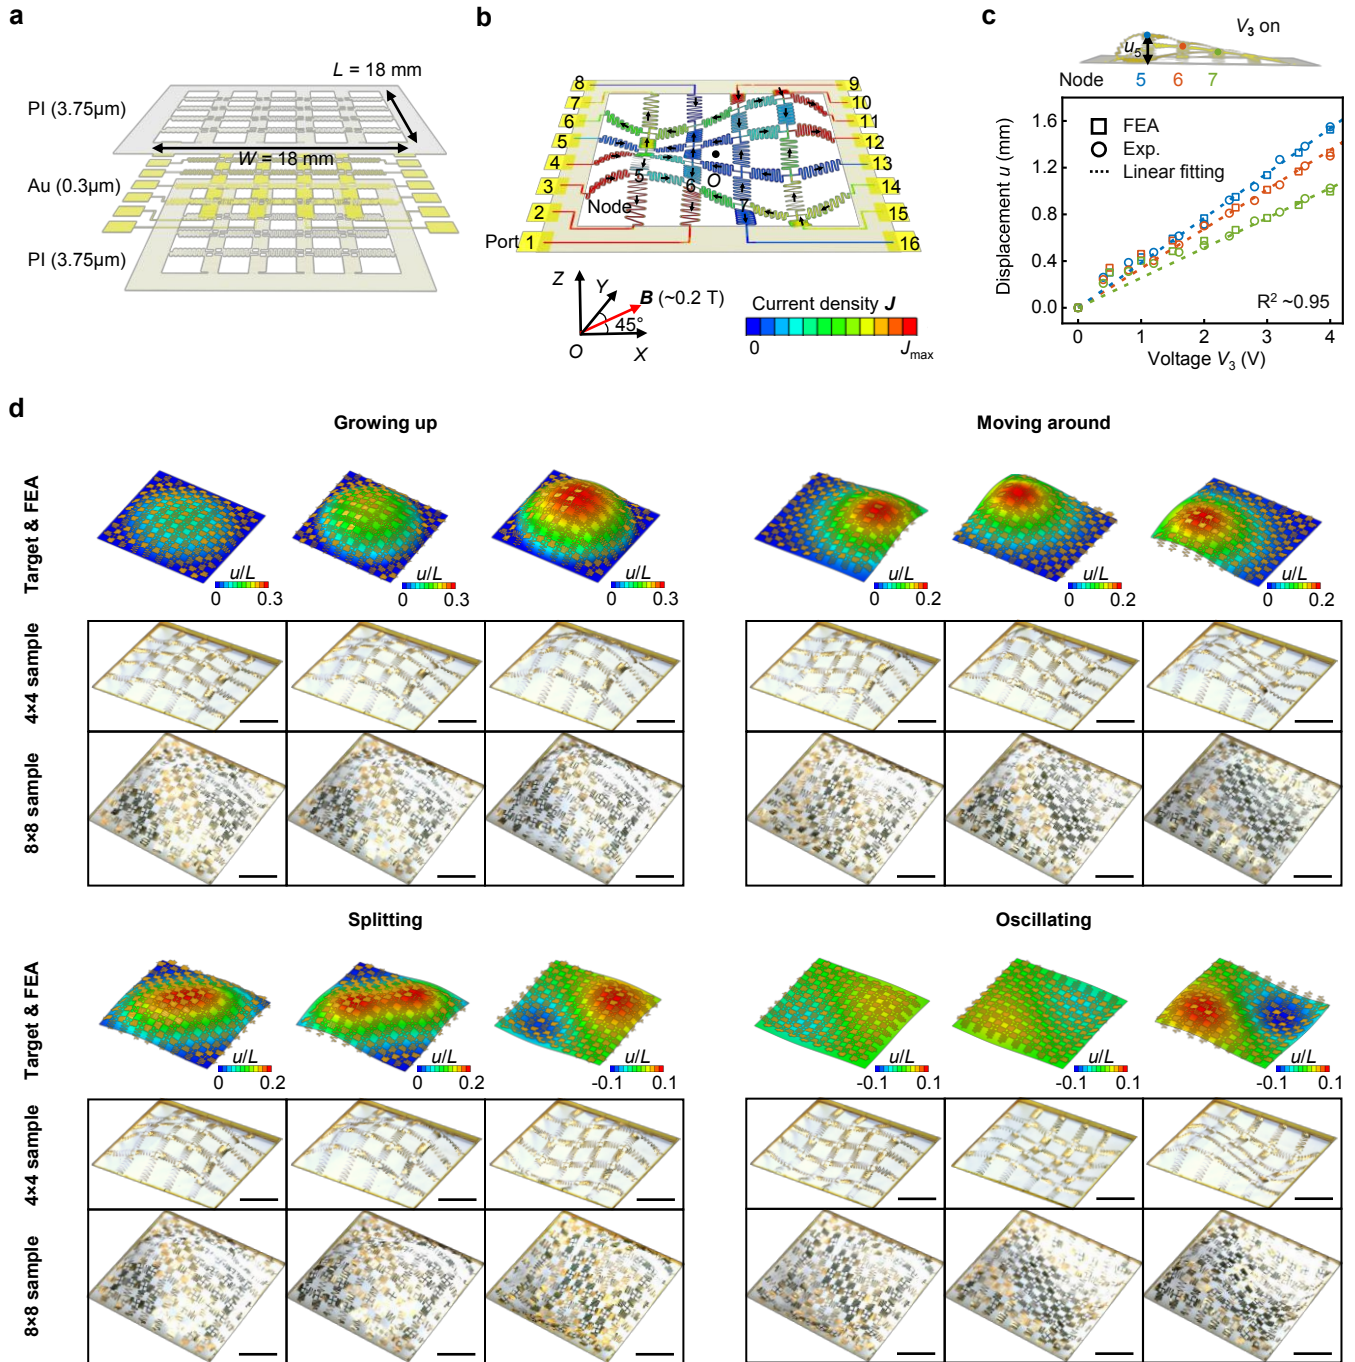 a
L = 18 mm
PI (3.75μm)
W = 18 mm
Au (0.3μm)
PI (3.75μm)
b
8
7
6
5
4
3
2
Port 1
9
10
11
12
13
14
15
16
5
6
7
O
Node
Z
Y
B (~0.2 T)
45°
O
X
Current density J
0
Jmax
c
V3 on
u5
Node 5 6 7
FEA
Exp.
Linear fitting
R² ~0.95
Displacement u (mm)
1.6
1.2
0.8
0.4
0.0
0 1 2 3 4
Voltage V3 (V)
d
Growing up
Moving around
Target & FEA
u/L
0 0.3
u/L
0 0.3
u/L
0 0.3
u/L
0 0.2
u/L
0 0.2
u/L
0 0.2
4×4 sample
8×8 sample
Splitting
Oscillating
Target & FEA
u/L
0 0.2
u/L
0 0.2
u/L
-0.1 0.1
u/L
-0.1 0.1
u/L
-0.1 0.1
u/L
-0.1 0.1
4×4 sample
8×8 sample